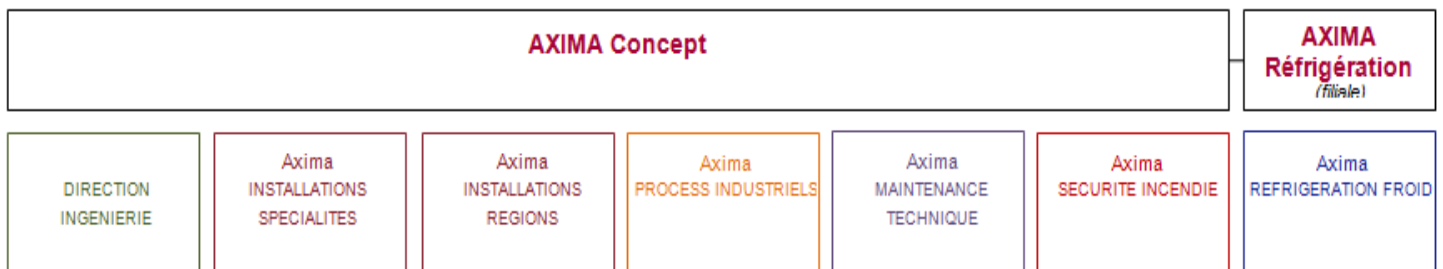 AXIMA Concept
AXIMA
Réfrigération
(filiale)
DIRECTION
INGENIERIE
Axima
INSTALLATIONS
SPECIALITES
Axima
INSTALLATIONS
REGIONS
Axima
PROCESS INDUSTRIELS
Axima
MAINTENANCE
TECHNIQUE
Axima
SECURITE INCENDIE
Axima
REFRIGERATION FROID